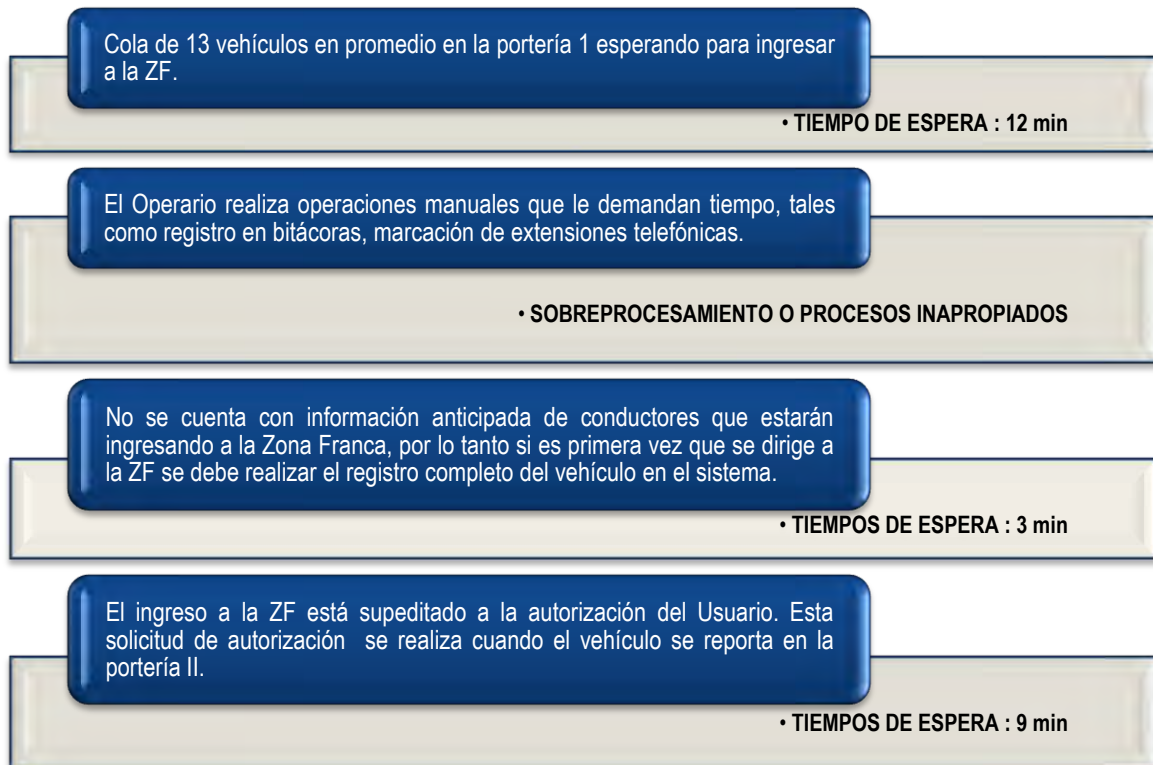 Cola de 13 vehículos en promedio en la portería 1 esperando para ingresar
a la ZF.
• TIEMPO DE ESPERA : 12 min
El Operario realiza operaciones manuales que le demandan tiempo, tales
como registro en bitácoras, marcación de extensiones telefónicas.
• SOBREPROCESAMIENTO O PROCESOS INAPROPIADOS
No se cuenta con información anticipada de conductores que estarán
ingresando a la Zona Franca, por lo tanto si es primera vez que se dirige a
la ZF se debe realizar el registro completo del vehículo en el sistema.
• TIEMPOS DE ESPERA : 3 min
El ingreso a la ZF está supeditado a la autorización del Usuario. Esta
solicitud de autorización se realiza cuando el vehículo se reporta en la
portería II.
• TIEMPOS DE ESPERA : 9 min